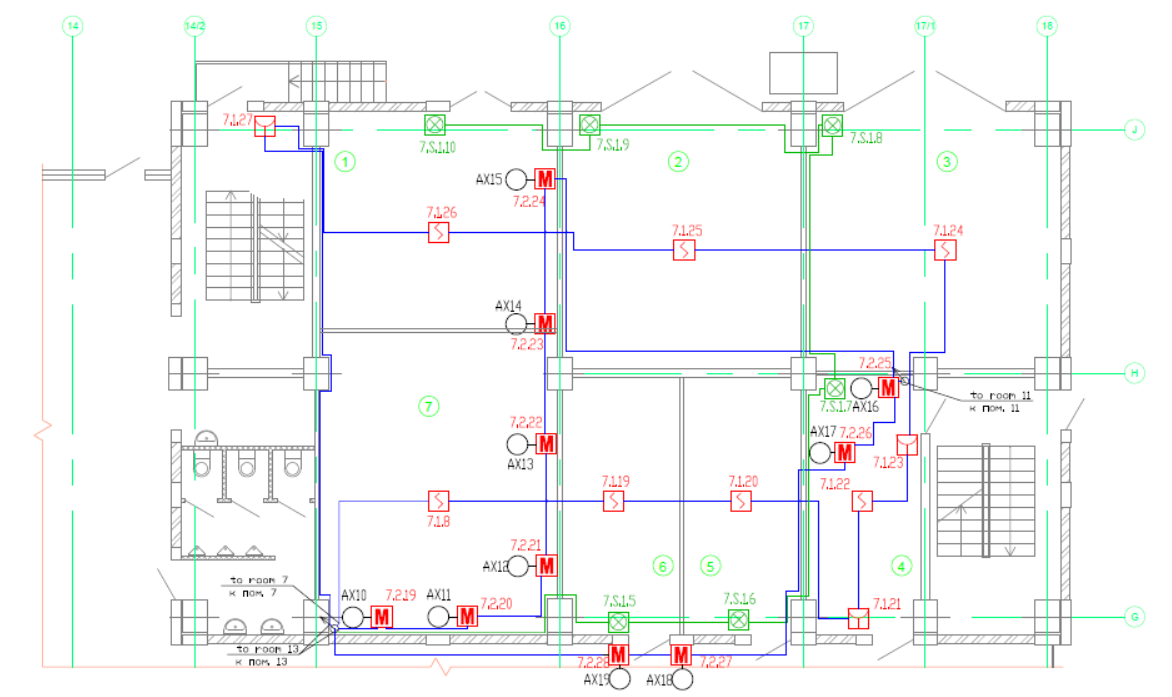 14
14/2
15
16
17
17/1
18
7.1.27
7.S.1.10
7.S.1.9
7.S.1.8
J
1
2
3
AX15
7.2.24
7.1.26
7.1.25
7.1.24
AX14
7.2.23
7.2.25
H
to room 11
к пом. 11
7.S.1.7
AX16
7
7.2.22
AX13
AX17
7.2.26
7.1.23
7.1.8
7.1.19
7.1.20
7.1.22
7.2.21
AX12
6
5
4
to room 7
к пом. 7
AX10
7.2.19
AX11
7.2.20
7.S.1.5
7.S.1.6
7.1.21
G
to room 13
к пом. 13
7.2.28
7.2.27
AX19
AX18